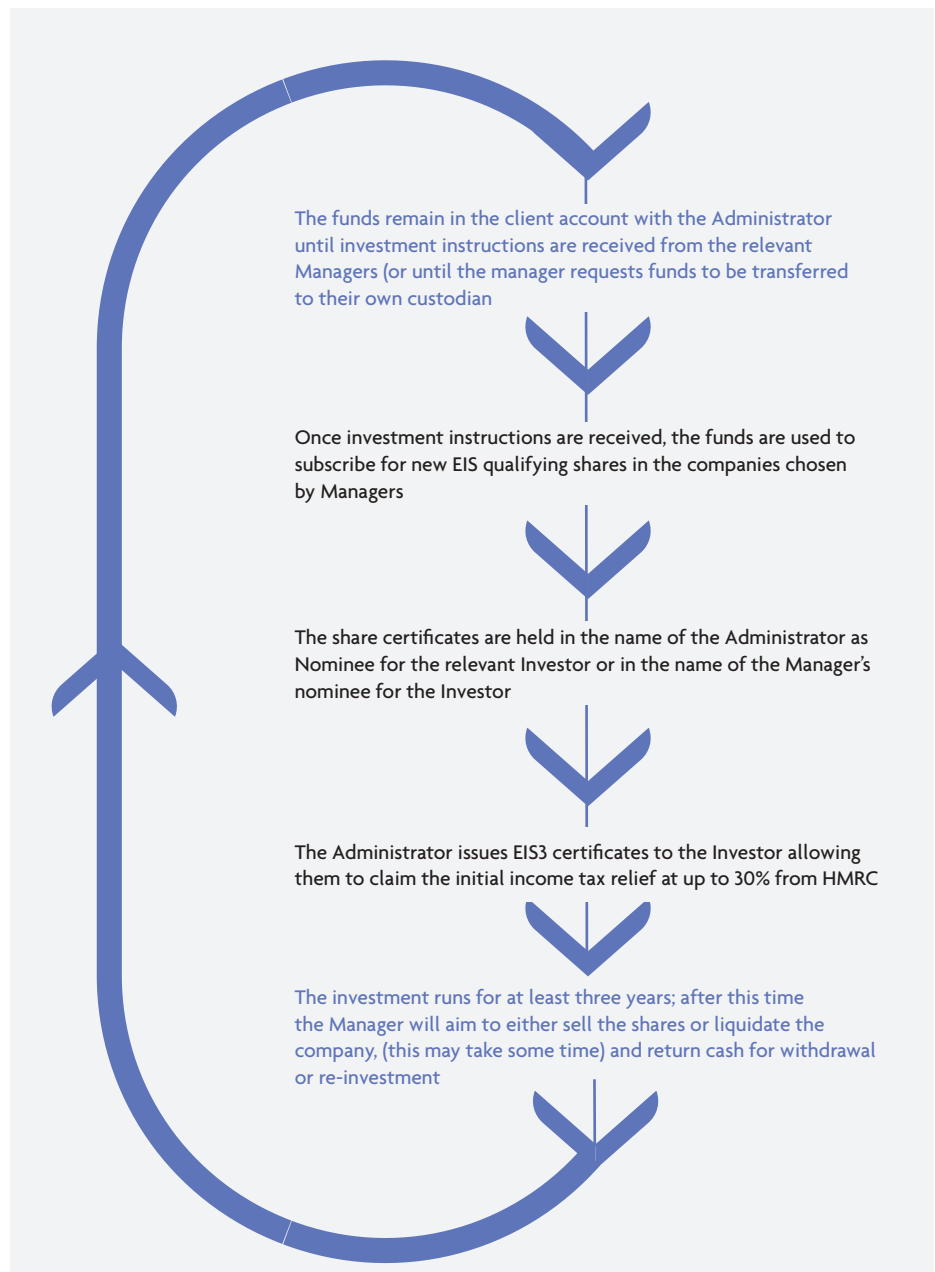 The funds remain in the client account with the Administrator
until investment instructions are received from the relevant
Managers (or until the manager requests funds to be transferred
to their own custodian
Once investment instructions are received, the funds are used to
subscribe for new EIS qualifying shares in the companies chosen
by Managers
The share certificates are held in the name of the Administrator as
Nominee for the relevant Investor or in the name of the Manager’s
nominee for the Investor
The Administrator issues EIS3 certificates to the Investor allowing
them to claim the initial income tax relief at up to 30% from HMRC
The investment runs for at least three years; after this time
the Manager will aim to either sell the shares or liquidate the
company, (this may take some time) and return cash for withdrawal
or re-investment